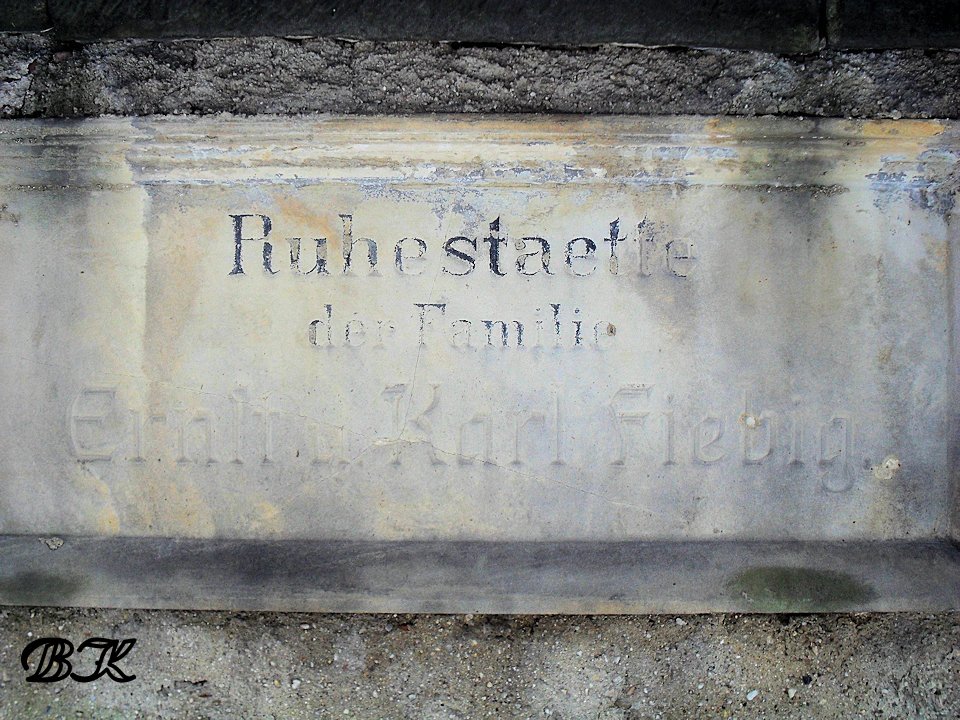 Ruhestaette
der Familie
Ernst u. Karl Fiebig.
BK